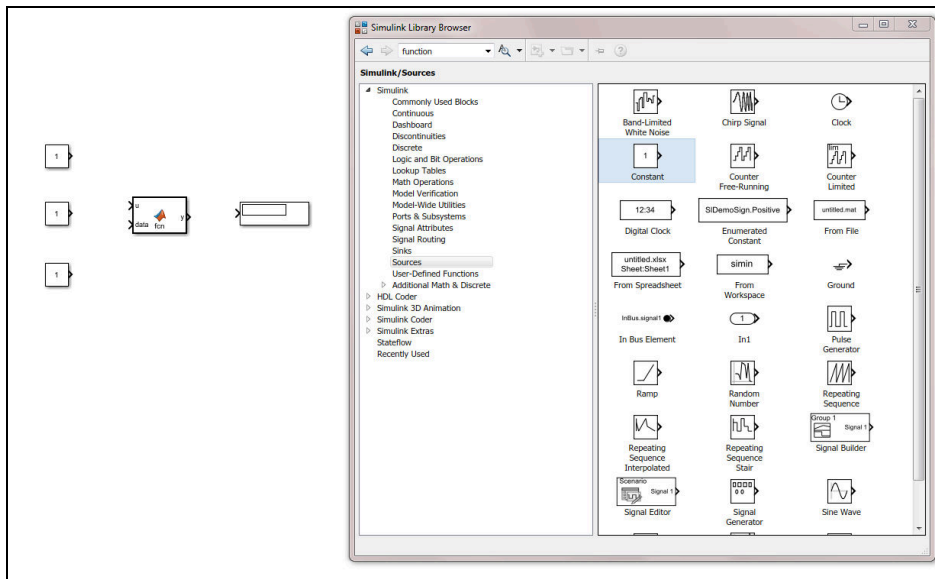 1
1
1
u
data
fcn
y
Simulink Library Browser
function
Simulink/Sources
Simulink
Commonly Used Blocks
Continuous
Dashboard
Discontinuities
Discrete
Logic and Bit Operations
Lookup Tables
Math Operations
Model Verification
Model-Wide Utilities
Ports & Subsystems
Signal Attributes
Signal Routing
Sinks
Sources
User-Defined Functions
Additional Math & Discrete
HDL Coder
Simulink 3D Animation
Simulink Coder
Simulink Extras
Stateflow
Recently Used
Band-Limited
White Noise
Chirp Signal
Clock
1
Constant
Counter
Free-Running
lim
Counter
Limited
12:34
Digital Clock
SlDemoSign.Positive
Enumerated
Constant
untitled.mat
From File
untitled.xlsx
Sheet:Sheet1
From Spreadsheet
simin
From
Workspace
Ground
InBus.signal1
In Bus Element
1
In1
Pulse
Generator
Ramp
Random
Number
Repeating
Sequence
Repeating
Sequence
Interpolated
Repeating
Sequence
Stair
Group 1
Signal 1
Signal Builder
Scenario
Signal 1
Signal Editor
Signal
Generator
Sine Wave